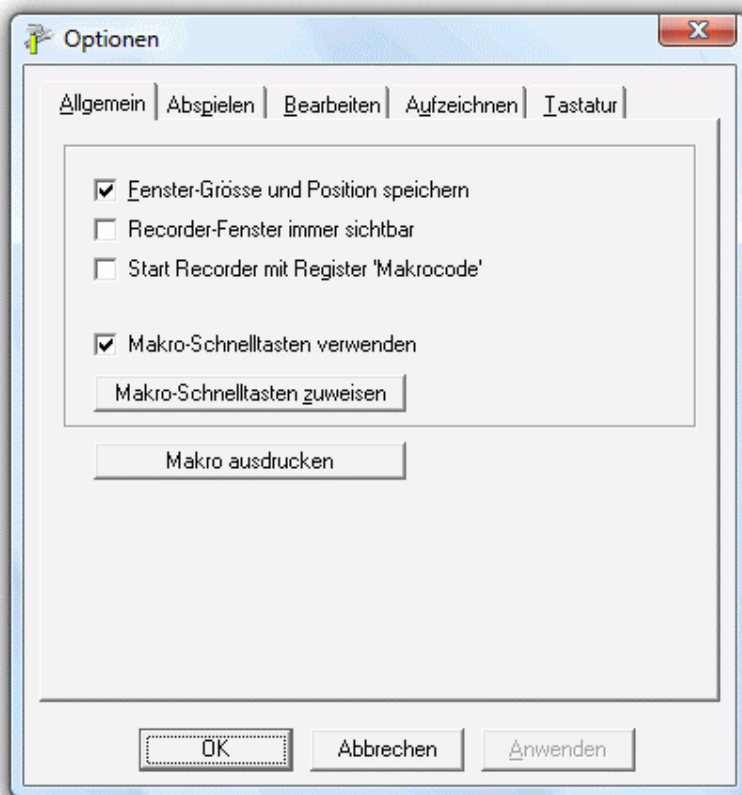 Optionen
Allgemein Abspielen Bearbeiten Aufzeichnen Tastatur
Fenster-Grösse und Position speichern
Recorder-Fenster immer sichtbar
Start Recorder mit Register 'Makrocode'
Makro-Schnelltasten verwenden
Makro-Schnelltasten zuweisen
Makro ausdrucken
OK Abbrechen Anwenden